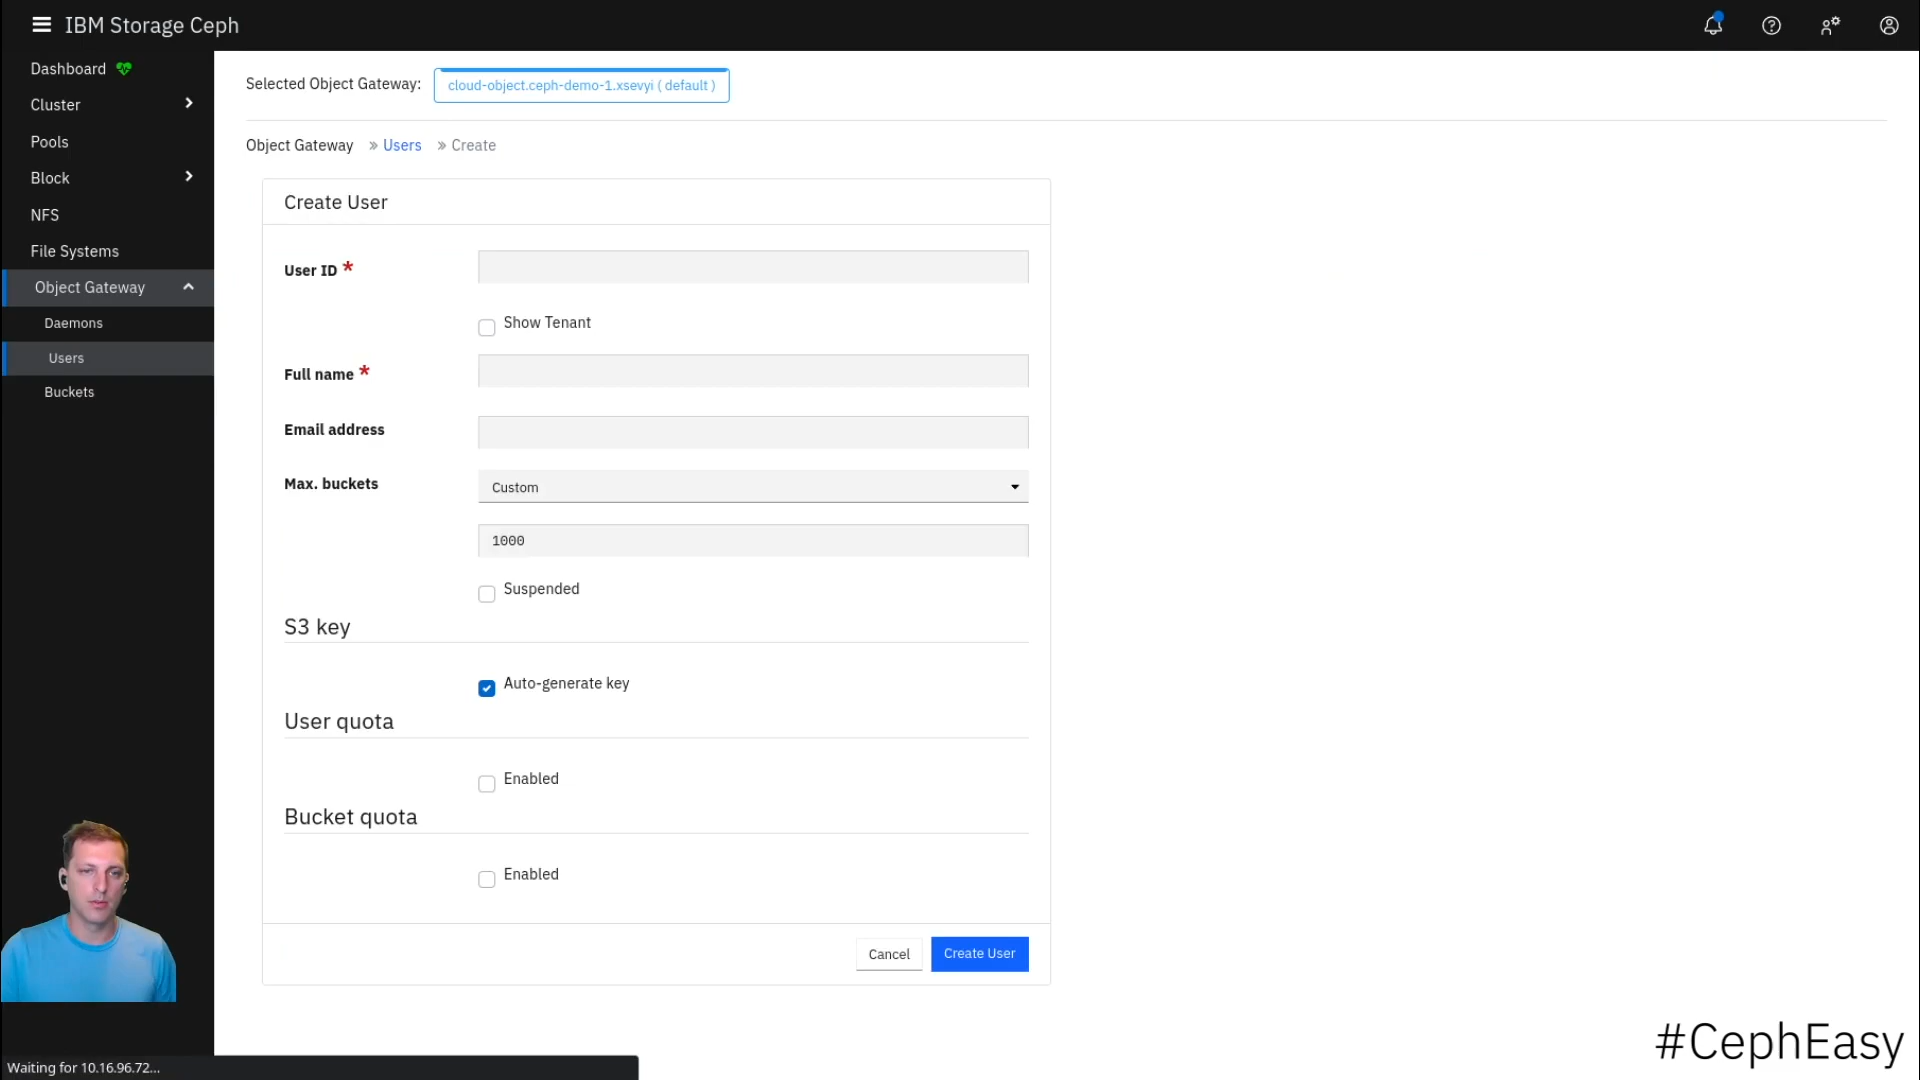 IBM Storage Ceph
Dashboard
Cluster
Pools
Block
NFS
File Systems
Object Gateway
Daemons
Users
Buckets
Selected Object Gateway: cloud-object.ceph-demo-1.xsevyi ( default )
Object Gateway » Users » Create
Create User
User ID *
Show Tenant
Full name *
Email address
Max. buckets Custom
1000
Suspended
S3 key
Auto-generate key
User quota
Enabled
Bucket quota
Enabled
Cancel Create User
#CephEasy
Waiting for 10.16.96.72...